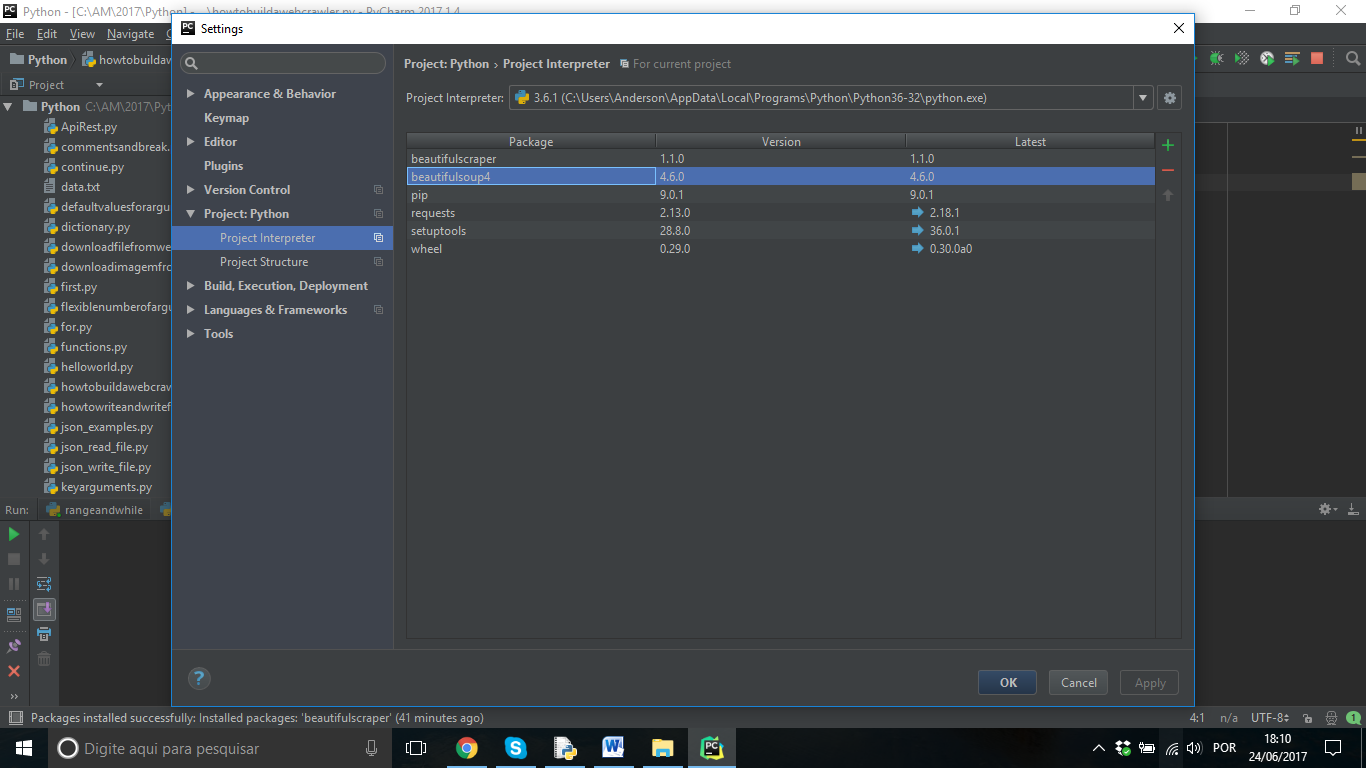 Python - [C:\AM\2017\Python] - ...\howtobuildawebcrawler.py - PyCharm 2017.1.4
File Edit View Navigate
Python howtobuildaw
Project
Python C:\AM\2017\Pyt
ApiRest.py
commentsandbreak.
continue.py
data.txt
defaultvaluesforargu
dictionary.py
downloadfilefromwe
downloadimagemfro
first.py
flexiblenumberofargu
for.py
functions.py
helloworld.py
howtobuildawebcraw
howtowriteandwritef
json_examples.py
json_read_file.py
json_write_file.py
keyarguments.py
Settings
Appearance & Behavior
Keymap
Editor
Plugins
Version Control
Project: Python
Project Interpreter
Project Structure
Build, Execution, Deployment
Languages & Frameworks
Tools
Project: Python › Project Interpreter For current project
Project Interpreter: 3.6.1 (C:\Users\Anderson\AppData\Local\Programs\Python\Python36-32\python.exe)
Package Version Latest
beautifulscraper 1.1.0 1.1.0
beautifulsoup4 4.6.0 4.6.0
pip 9.0.1 9.0.1
requests 2.13.0 2.18.1
setuptools 28.8.0 36.0.1
wheel 0.29.0 0.30.0a0
? OK Cancel Apply
Run: rangeandwhile
Packages installed successfully: Installed packages: 'beautifulscraper' (41 minutes ago) 4:1 n/a UTF-8 1
Digite aqui para pesquisar POR 18:10
24/06/2017